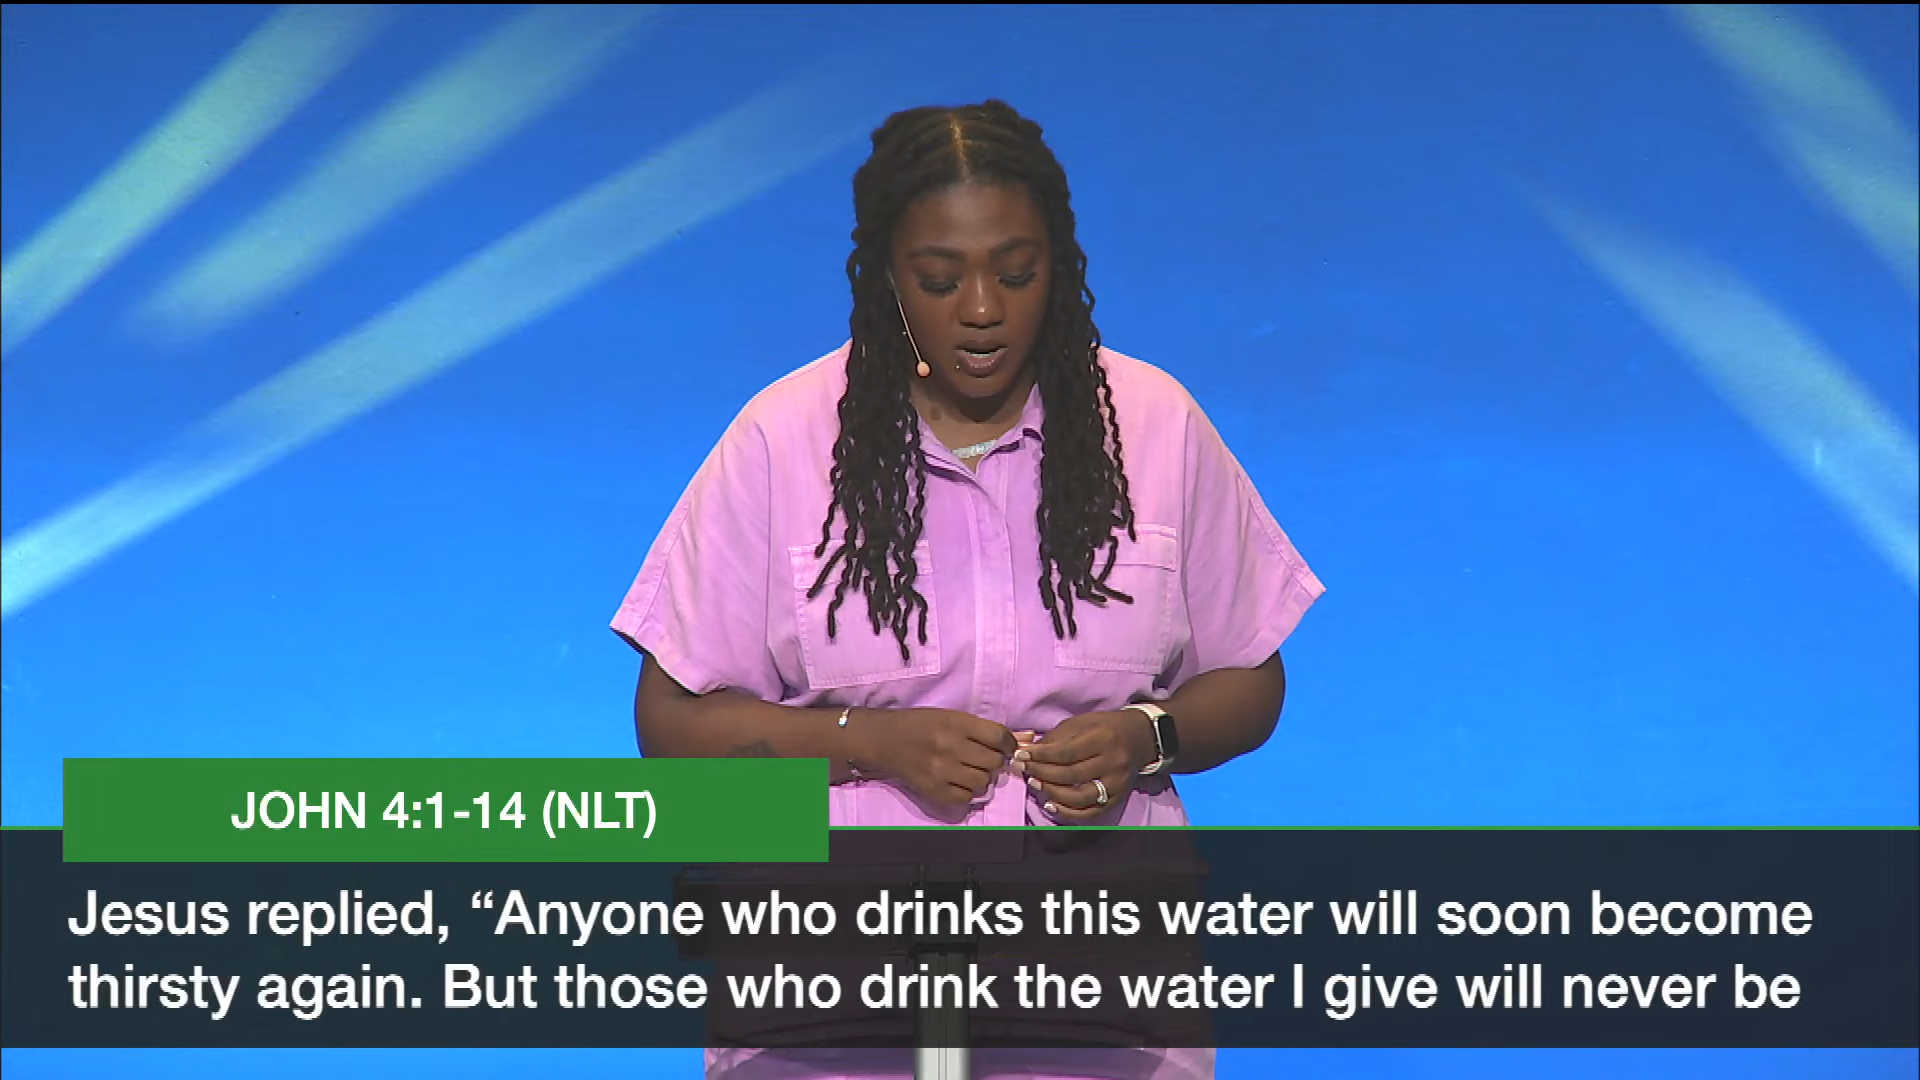 JOHN 4:1-14 (NLT)
Jesus replied, “Anyone who drinks this water will soon become
thirsty again. But those who drink the water I give will never be